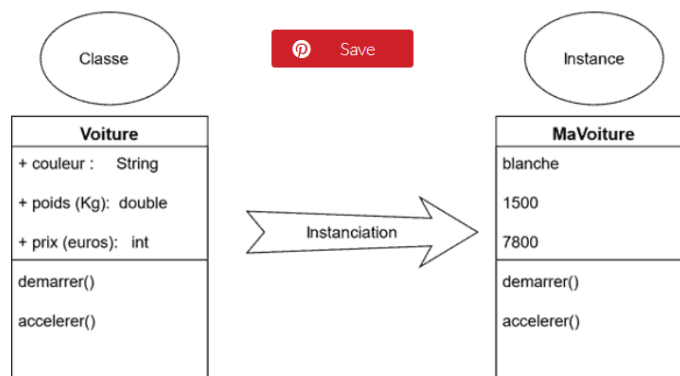 Classe
Save
Instance
Voiture
+ couleur : String
+ poids (Kg): double
+ prix (euros): int
demarrer()
accelerer()
Instanciation
MaVoiture
blanche
1500
7800
demarrer()
accelerer()